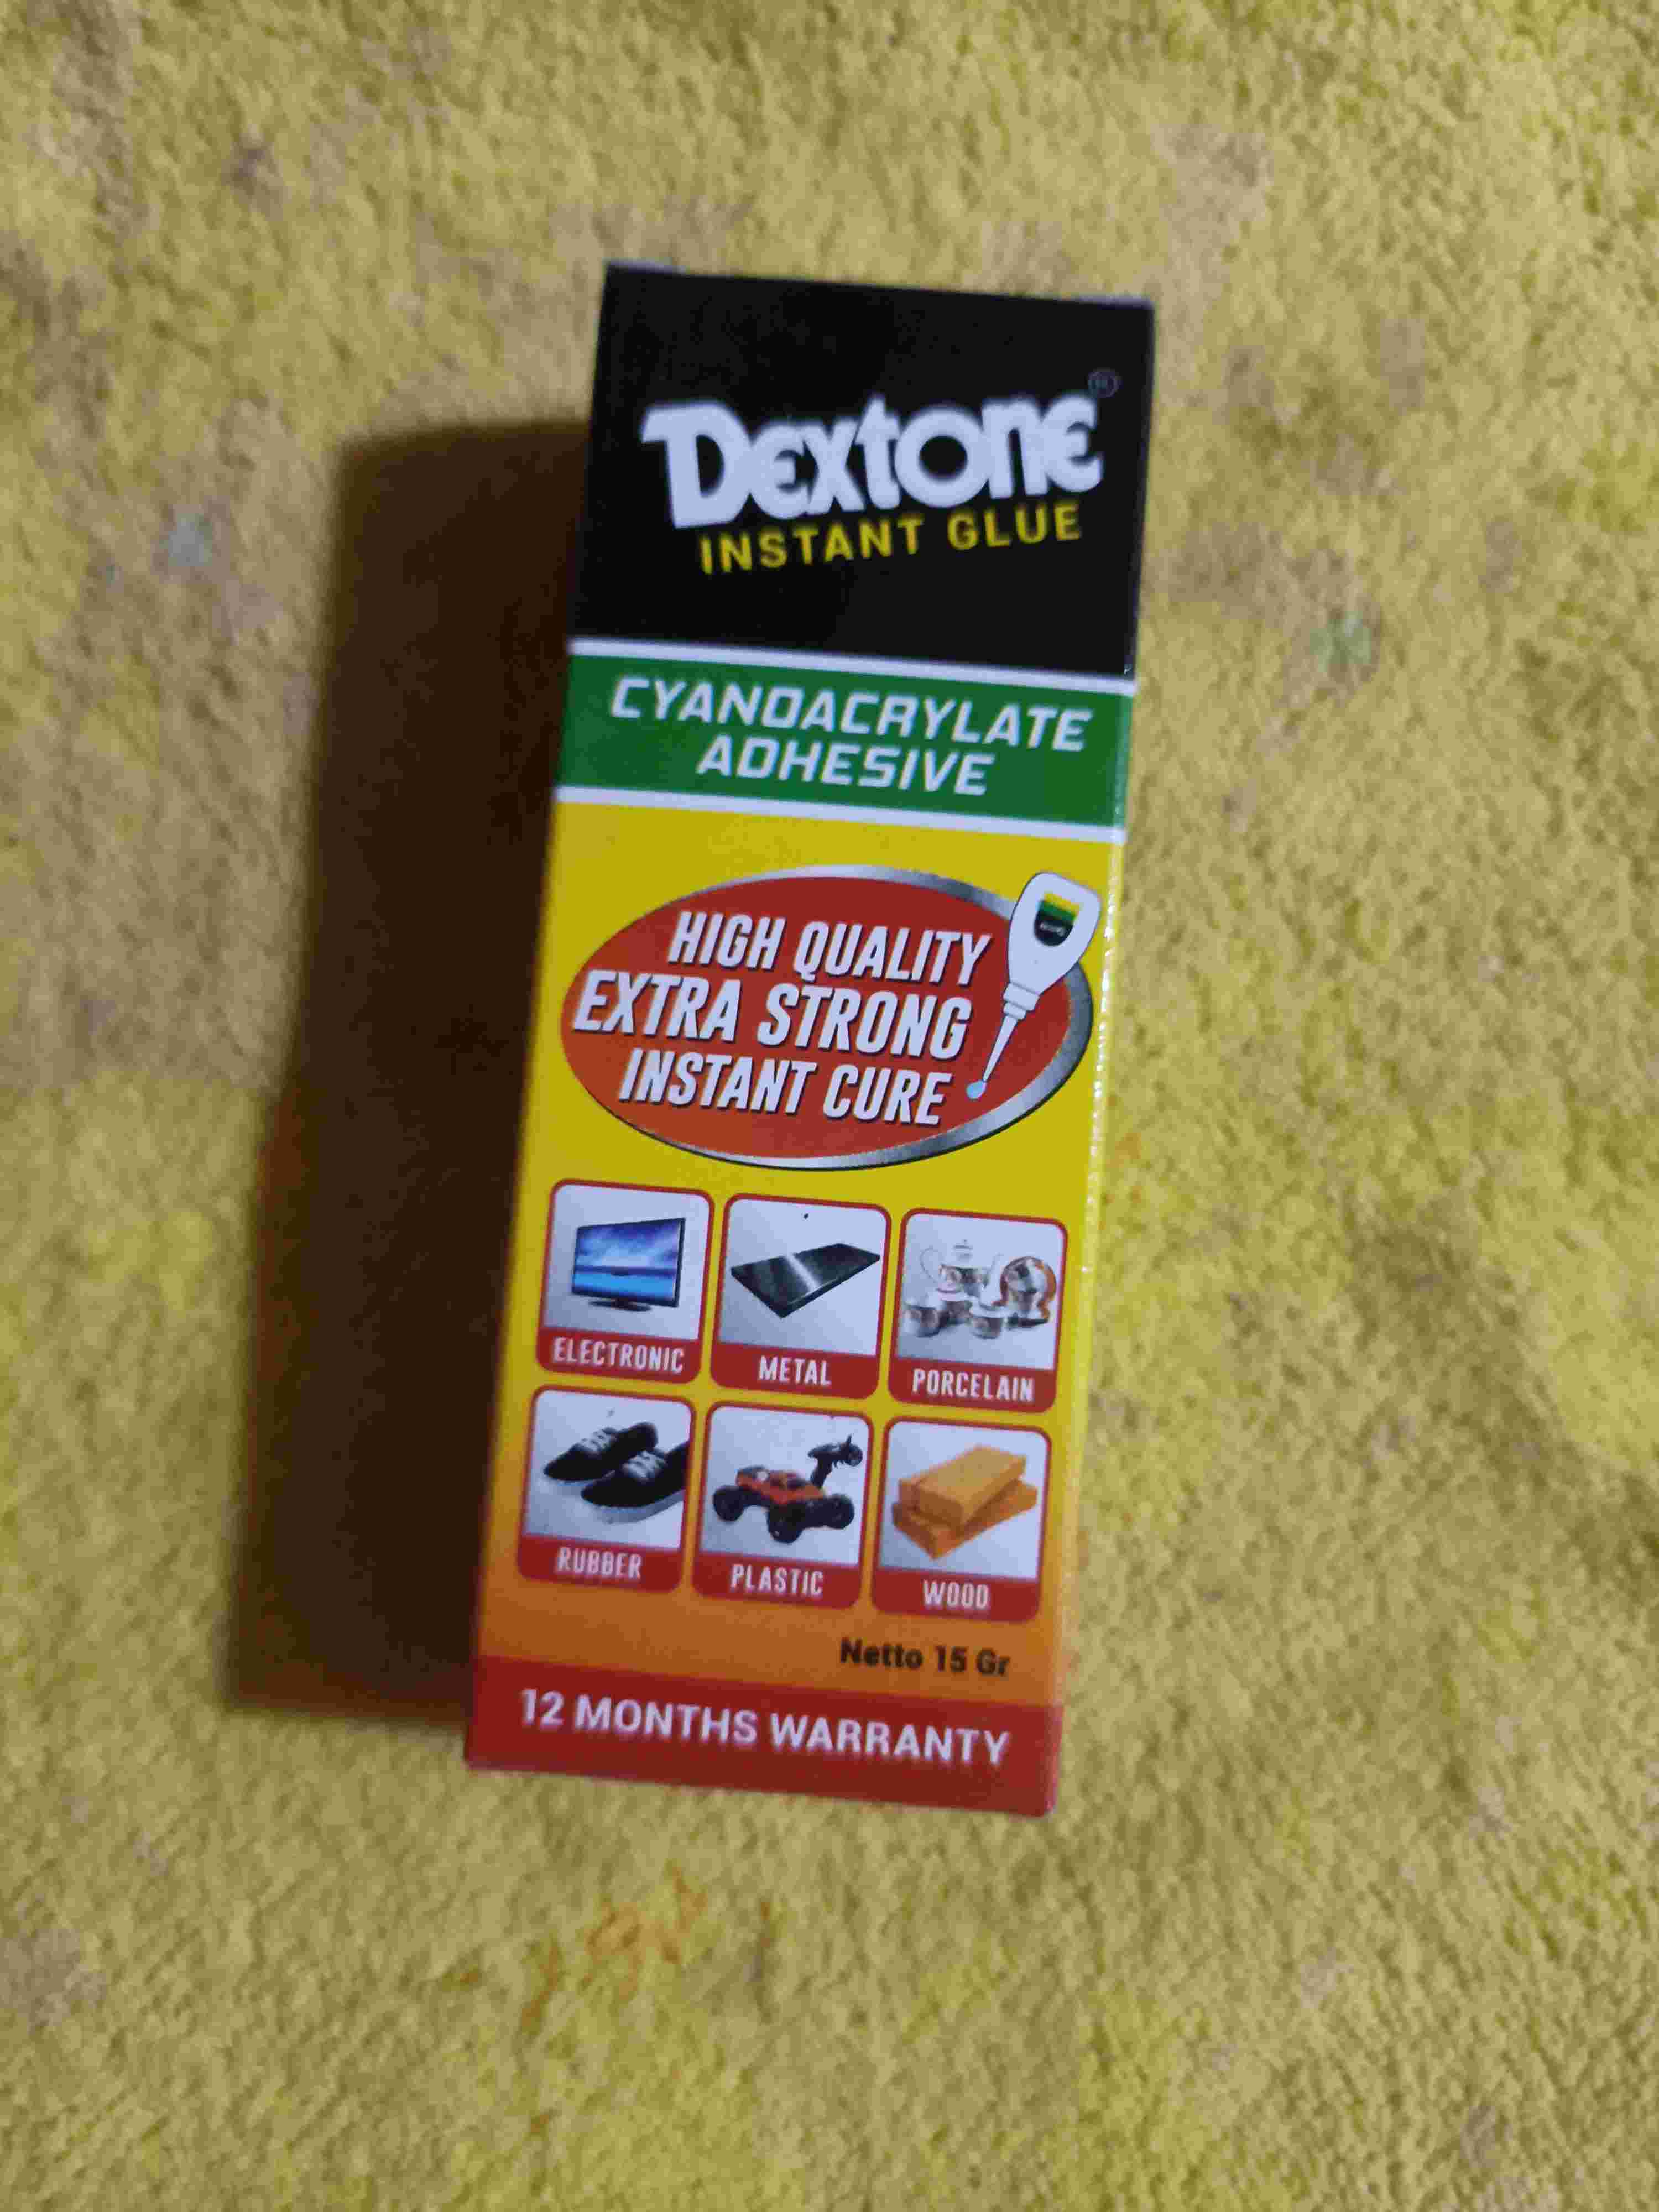 Dextone®
INSTANT GLUE
CYANOACRYLATE
ADHESIVE
HIGH QUALITY
EXTRA STRONG
INSTANT CURE
ELECTRONIC
METAL
PORCELAIN
RUBBER
PLASTIC
WOOD
Netto 15 Gr
12 MONTHS WARRANTY